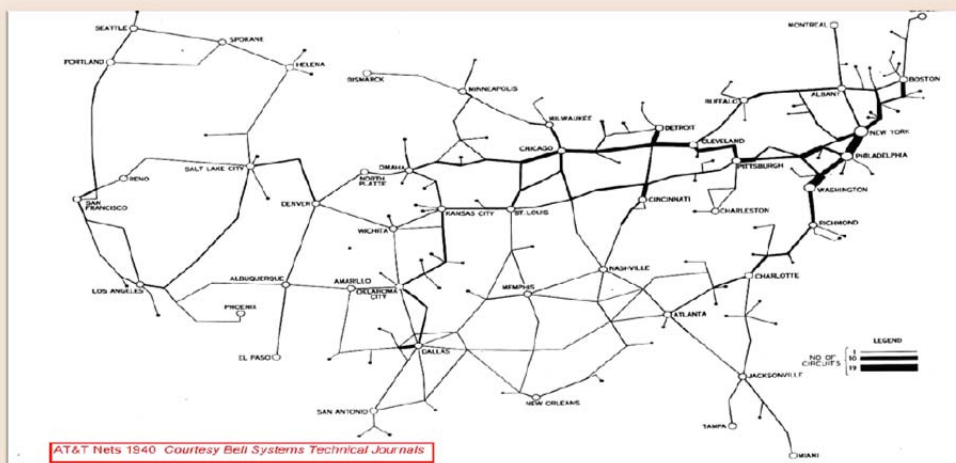 MONTREAL
SEATTLE
SPOKANE
PORTLAND
HELENA
BISMARCK
MINNEAPOLIS
BOSTON
ALBANY
BUFFALO
MILWAUKEE
DETROIT
NEW YORK
CHICAGO
CLEVELAND
PHILADELPHIA
PITTSBURGH
OMAHA
SALT LAKE CITY
RENO
NORTH
PLATTE
WASHINGTON
SAN
FRANCISCO
DENVER
KANSAS CITY
ST. LOUIS
CINCINNATI
CHARLESTON
RICHMOND
WICHITA
NASHVILLE
CHARLOTTE
ALBUQUERQUE
AMARILLO
LOS ANGELES
OKLAHOMA
CITY
MEMPHIS
PHOENIX
ATLANTA
LEGEND
NO OF
CIRCUITS
1
10
19
EL PASO
DALLAS
JACKSONVILLE
NEW ORLEANS
SAN ANTONIO
TAMPA
MIAMI
AT&T Nets 1940 Courtesy Bell Systems Technical Journals